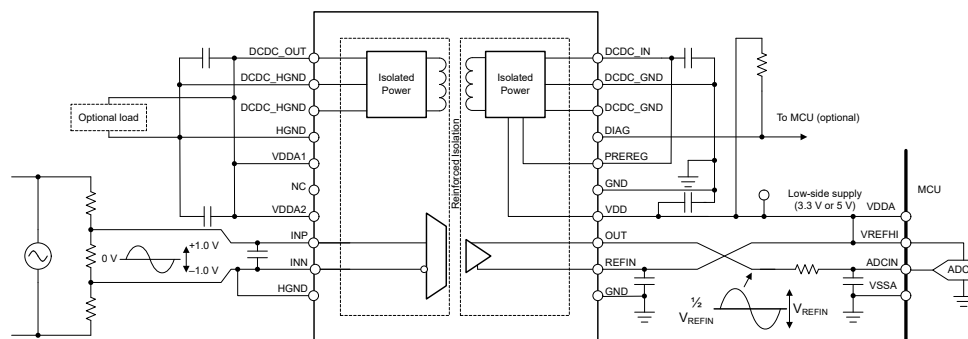 DCDC_OUT
DCDC_HGND
DCDC_HGND
HGND
VDDA1
NC
VDDA2
INP
INN
HGND
Optional load
0 V
+1.0 V
–1.0 V
Isolated
Power
Reinforced Isolation
Isolated
Power
DCDC_IN
DCDC_GND
DCDC_GND
DIAG
PREREG
GND
VDD
OUT
REFIN
GND
To MCU (optional)
Low-side supply
(3.3 V or 5 V)
½
VREFIN
VREFIN
MCU
VDDA
VREFHI
ADCIN
VSSA
ADC